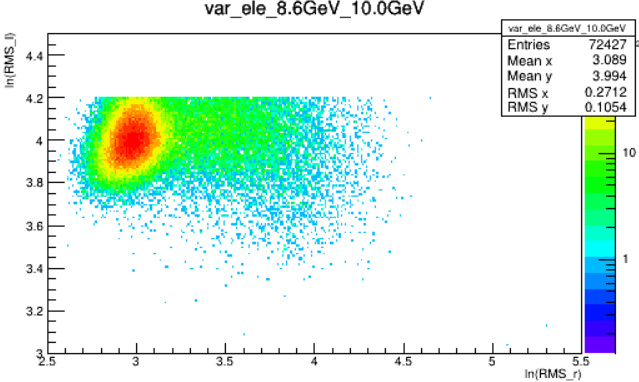 var_ele_8.6GeV_10.0GeV
var_ele_8.6GeV_10.0GeV
Entries 72427
Mean x 3.089
Mean y 3.994
RMS x 0.2712
RMS y 0.1054
ln(RMS_l)
4.4
4.2
4
3.8
3.6
3.4
3.2
3
2.5 3 3.5 4 4.5 5 5.5
ln(RMS_r)
10
1